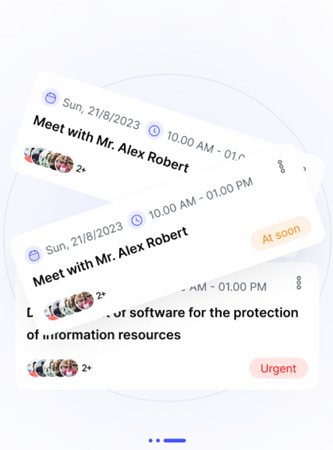 Sun, 21/8/2023 10.00 AM - 01.0
Meet with Mr. Alex Robert
2+
Sun, 21/8/2023 10.00 AM - 01.00 PM
Meet with Mr. Alex Robert
2+
At soon
AM - 01.00 PM
of software for the protection
of information resources
2+
Urgent